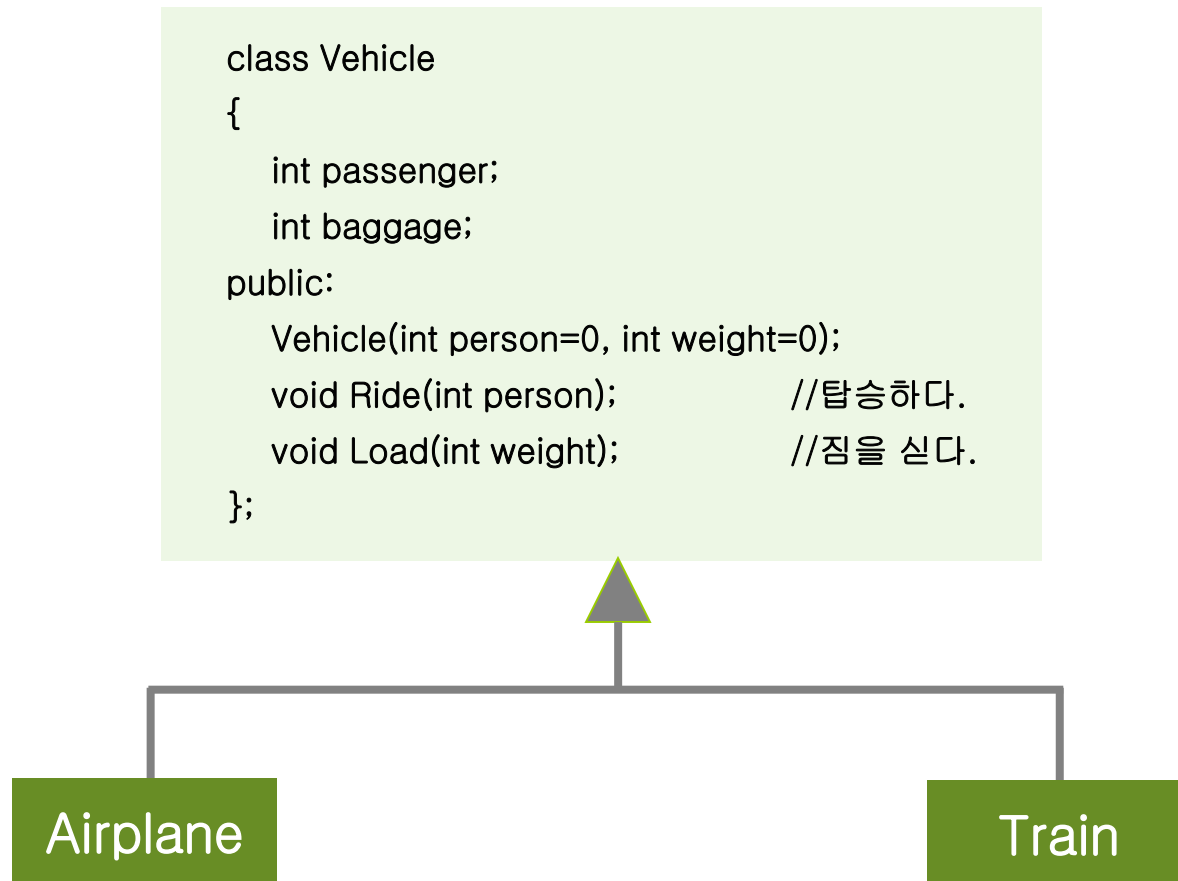 class Vehicle
{
int passenger;
int baggage;
public:
Vehicle(int person=0, int weight=0);
void Ride(int person); //탑승하다.
void Load(int weight); //짐을 싣다.
};
Airplane
Train